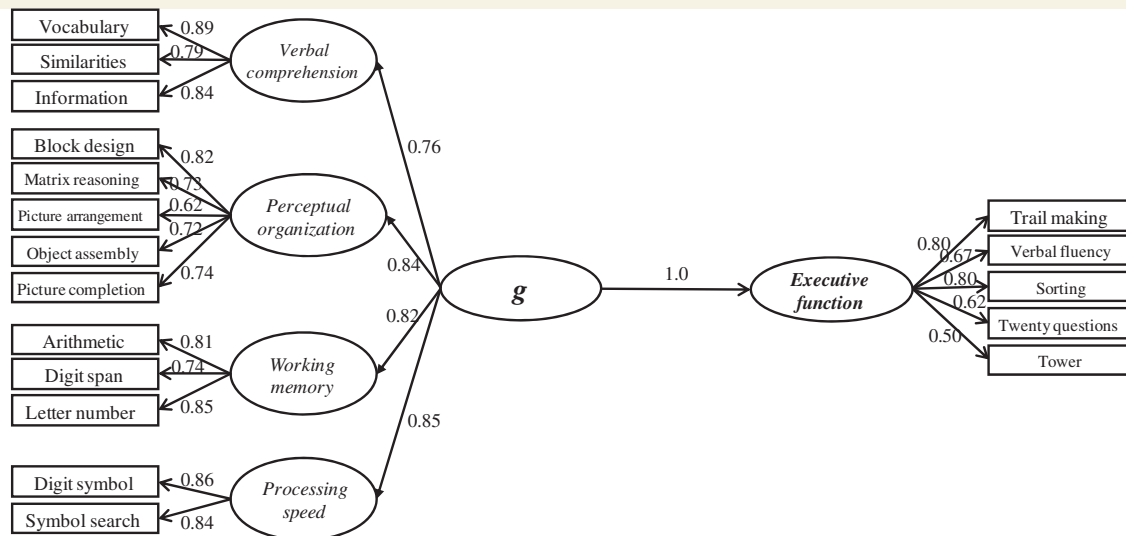 Vocabulary
Similarities
Information
0.89
0.79
0.84
Verbal
comprehension
Block design
Matrix reasoning
Picture arrangement
Object assembly
Picture completion
0.82
0.73
0.62
0.72
0.74
Perceptual
organization
Arithmetic
Digit span
Letter number
0.81
0.74
0.85
Working
memory
Digit symbol
Symbol search
0.86
0.84
Processing
speed
0.76
0.84
0.82
0.85
g
1.0
Executive
function
0.80
0.67
0.80
0.62
0.50
Trail making
Verbal fluency
Sorting
Twenty questions
Tower